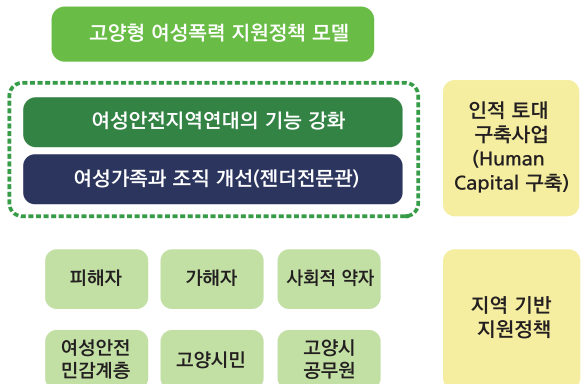 고양형 여성폭력 지원정책 모델
여성안전지역연대의 기능 강화
여성가족과 조직 개선(젠더전문관)
인적 토대
구축사업
(Human
Capital 구축)
피해자
가해자
사회적 약자
여성안전
민감계층
고양시민
고양시
공무원
지역 기반
지원정책